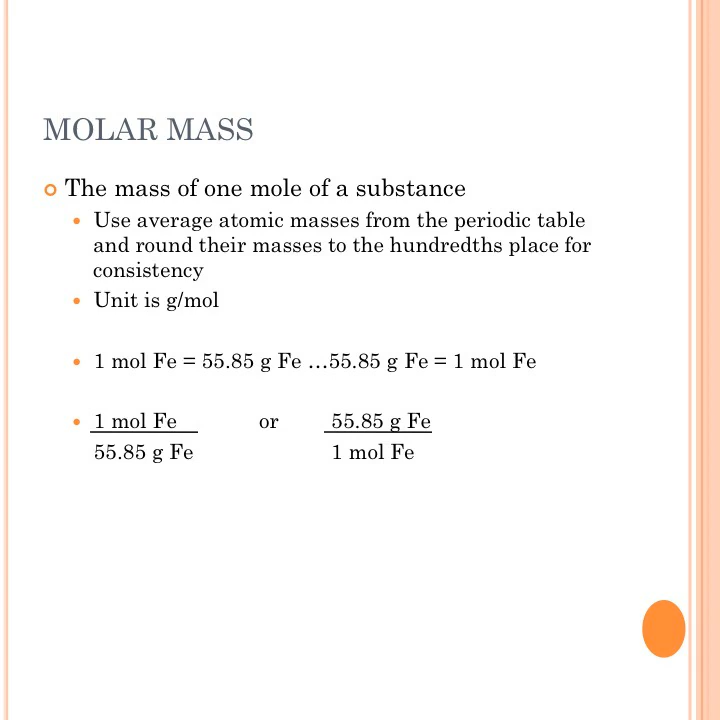 MOLAR MASS
The mass of one mole of a substance
Use average atomic masses from the periodic table
and round their masses to the hundredths place for
consistency
Unit is g/mol
1 mol Fe = 55.85 g Fe …55.85 g Fe = 1 mol Fe
1 mol Fe or 55.85 g Fe
55.85 g Fe 1 mol Fe